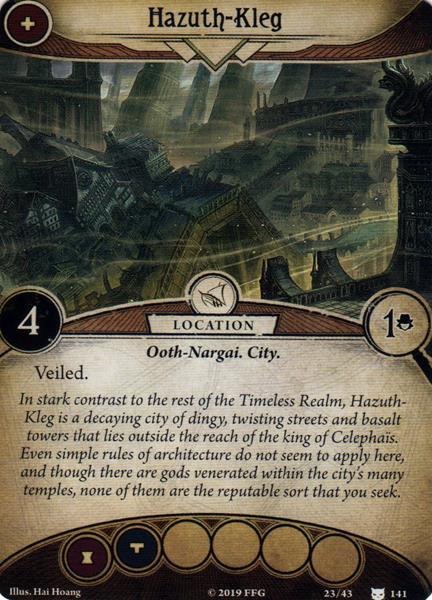 Hazuth-Kleg
4
LOCATION
1
Ooth-Nargai. City.
Veiled.
In stark contrast to the rest of the Timeless Realm, Hazuth-
Kleg is a decaying city of dingy, twisting streets and basalt
towers that lies outside the reach of the king of Celephaïs.
Even simple rules of architecture do not seem to apply here,
and though there are gods venerated within the city's many
temples, none of them are the reputable sort that you seek.
Illus. Hai Hoang © 2019 FFG 23/43 141